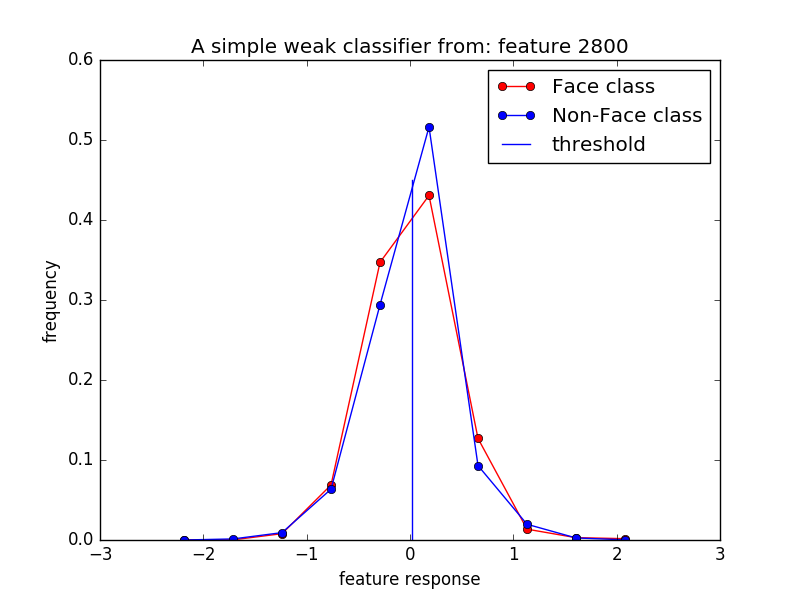 A simple weak classifier from: feature 2800
Face class
Non-Face class
threshold
0.6
0.5
0.4
0.3
0.2
0.1
0.0
frequency
−3 −2 −1 0 1 2 3
feature response